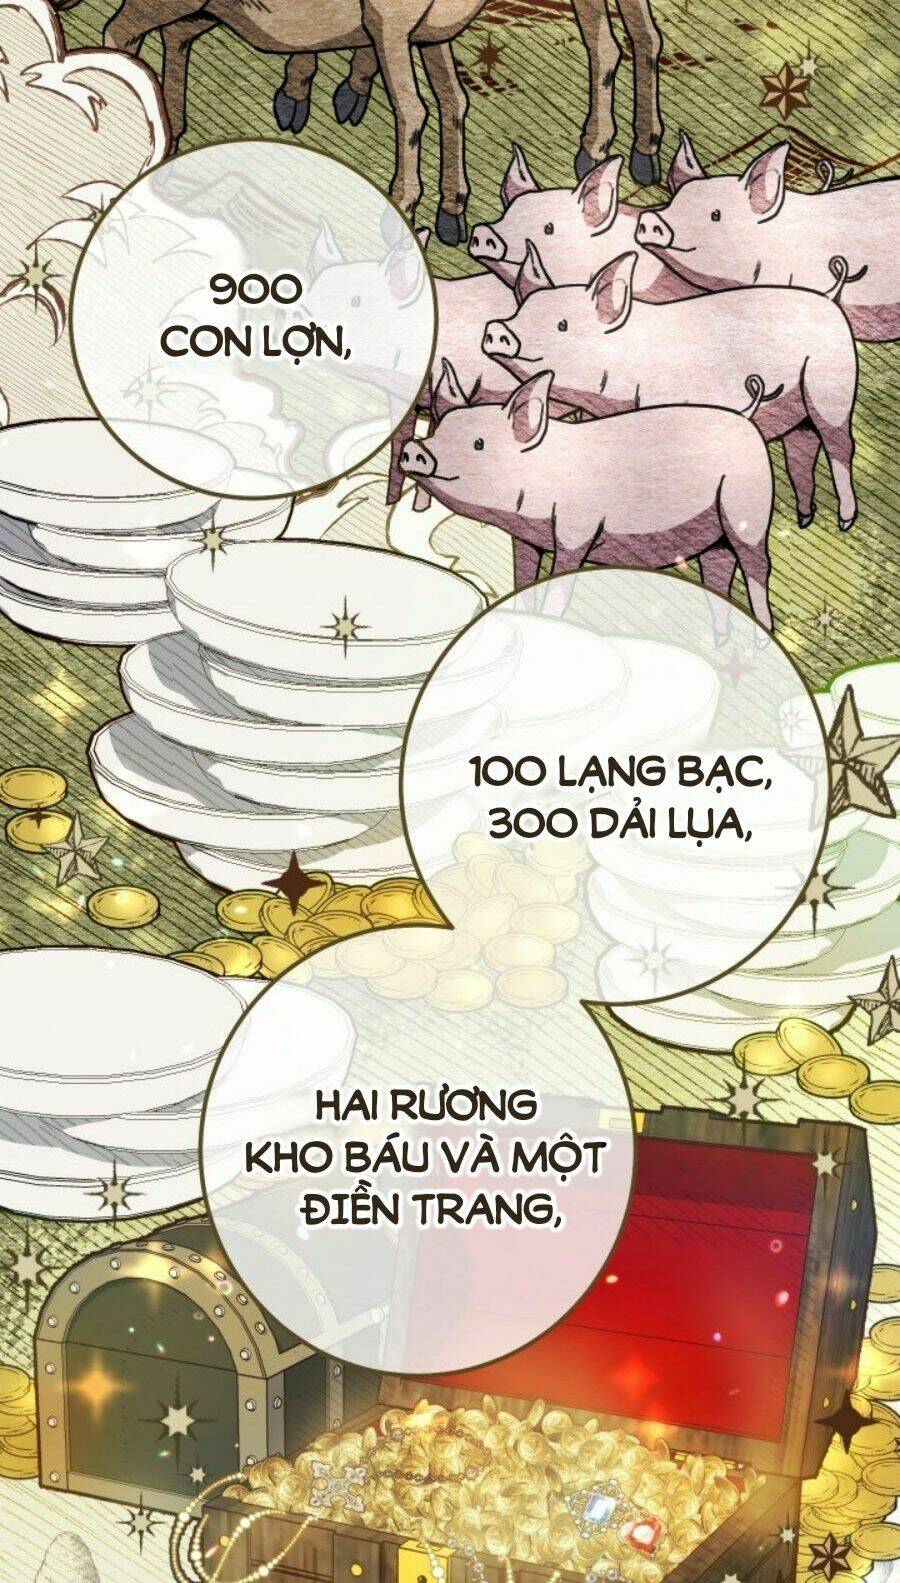 900
CON LỢN,
100 LẠNG BẠC,
300 DẢI LỤA,
HAI RƯƠNG
KHO BÁU VÀ MỘT
ĐIỀN TRANG,